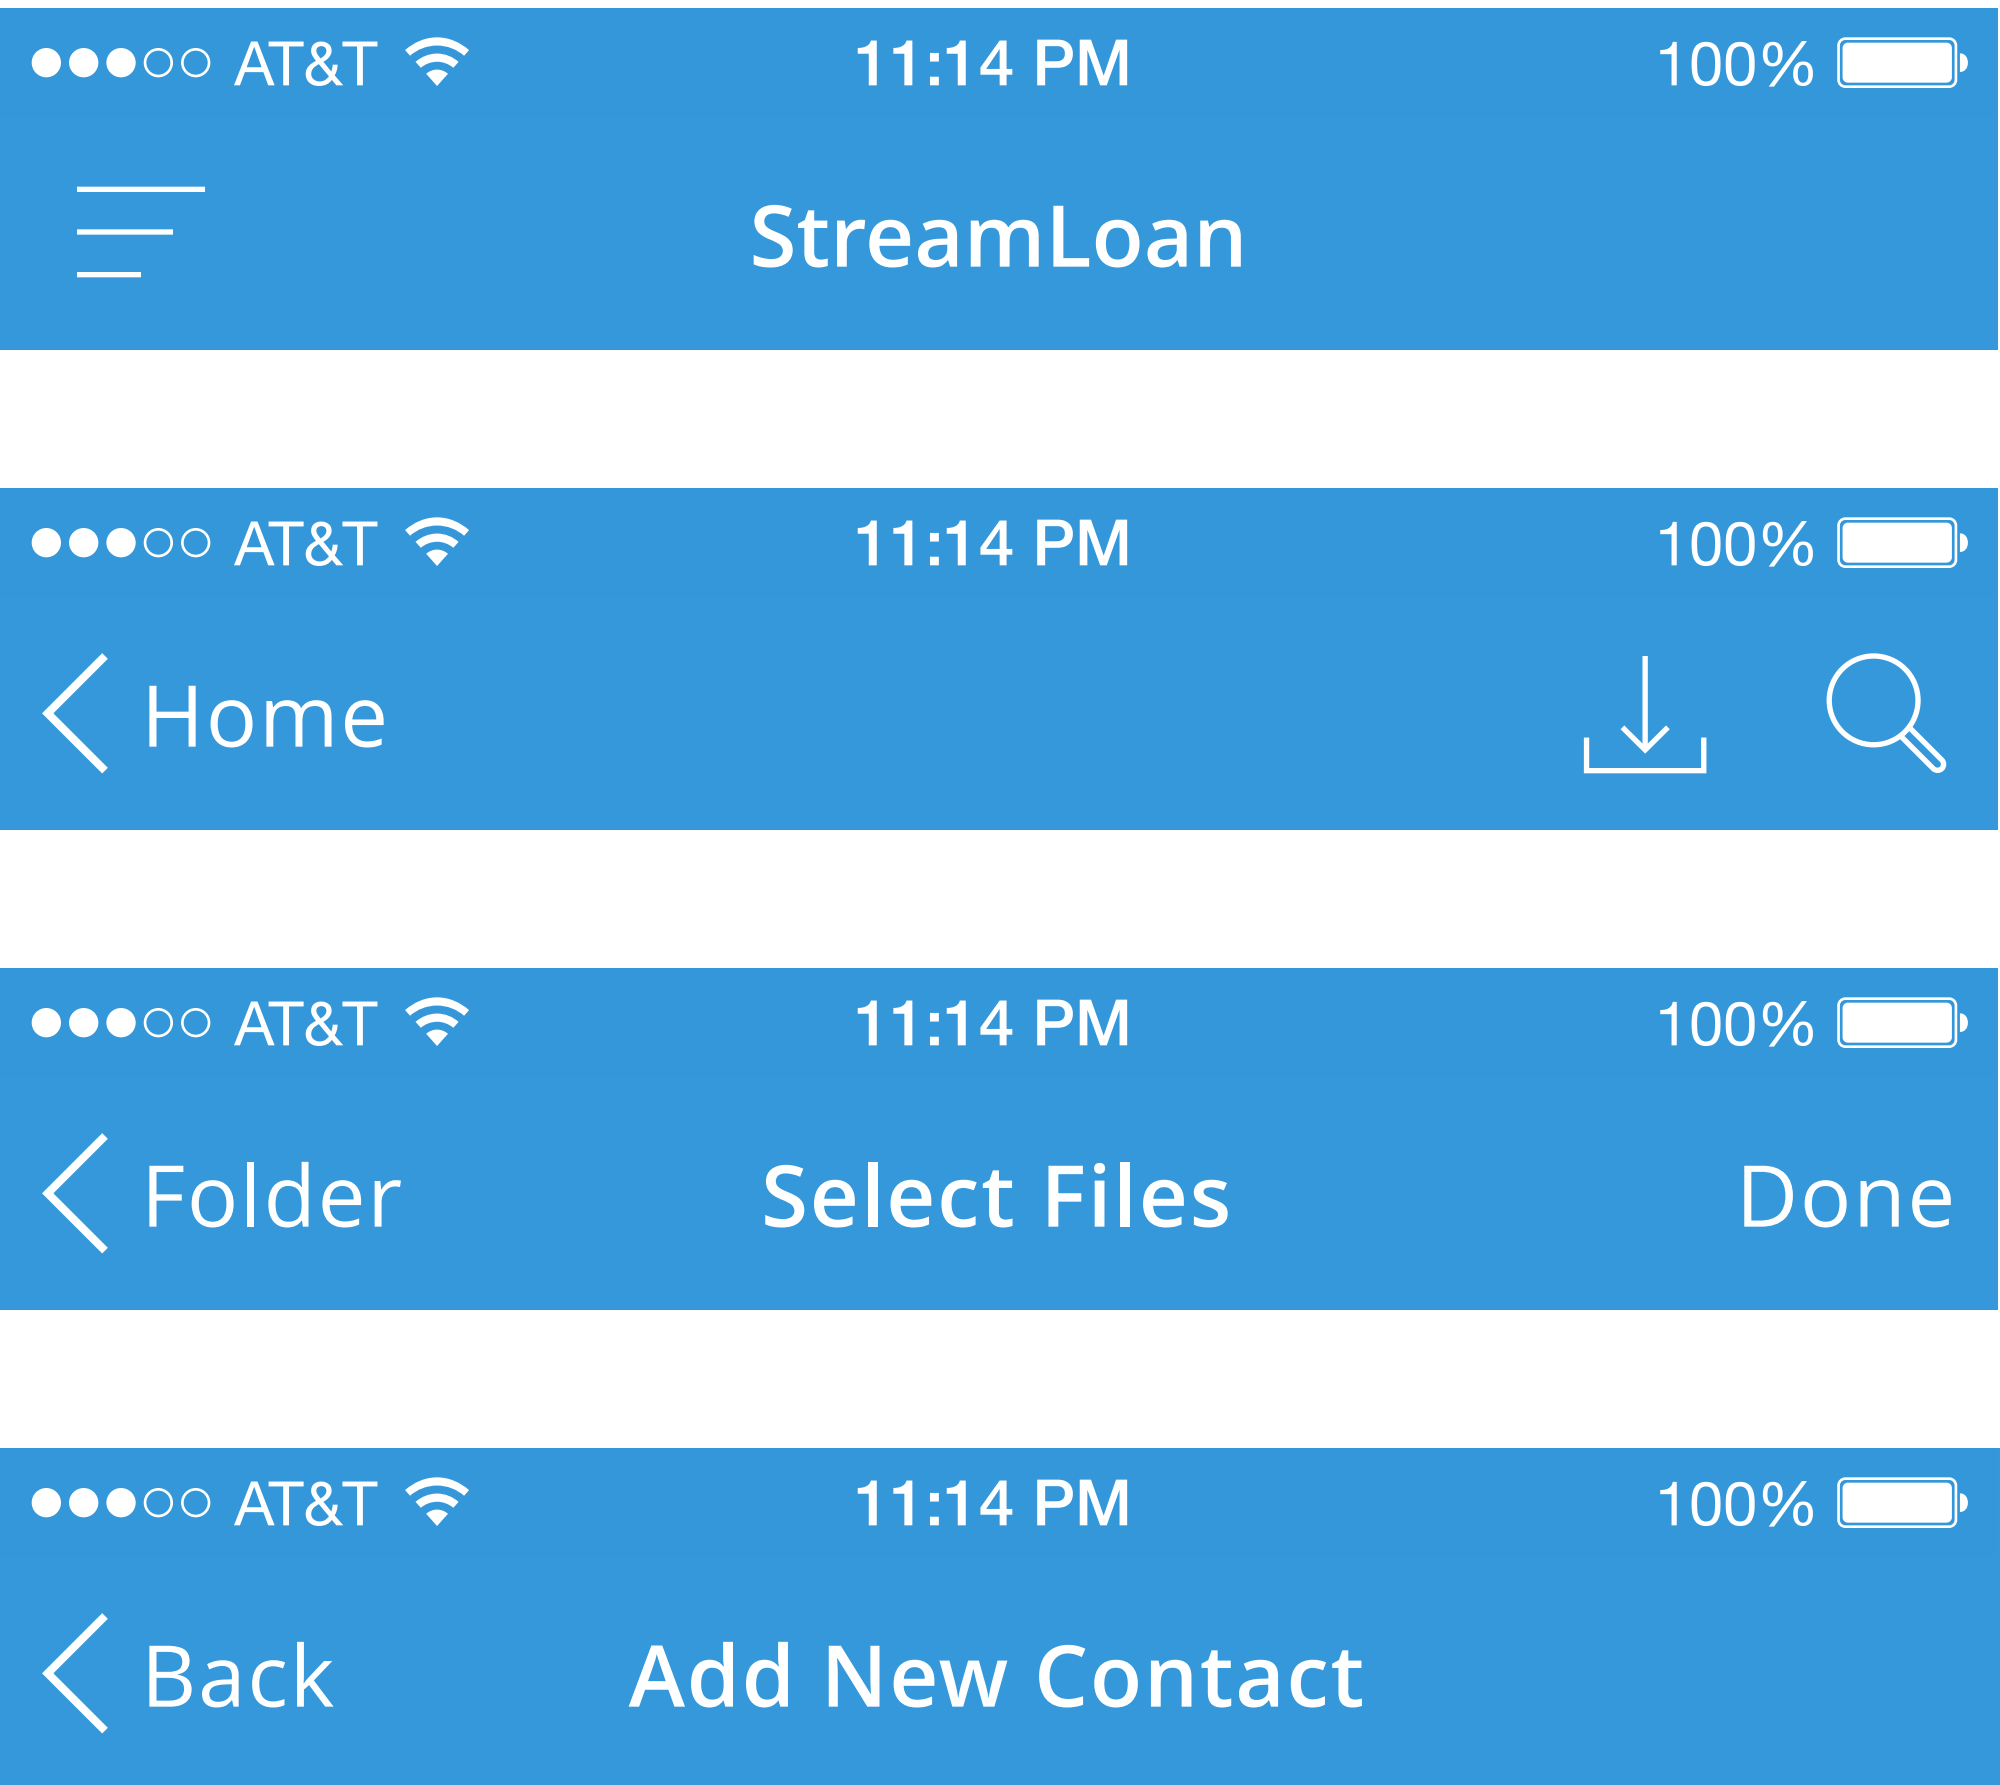 AT&T 11:14 PM 100%
StreamLoan
AT&T 11:14 PM 100%
Home
AT&T 11:14 PM 100%
Folder Select Files Done
AT&T 11:14 PM 100%
Back Add New Contact